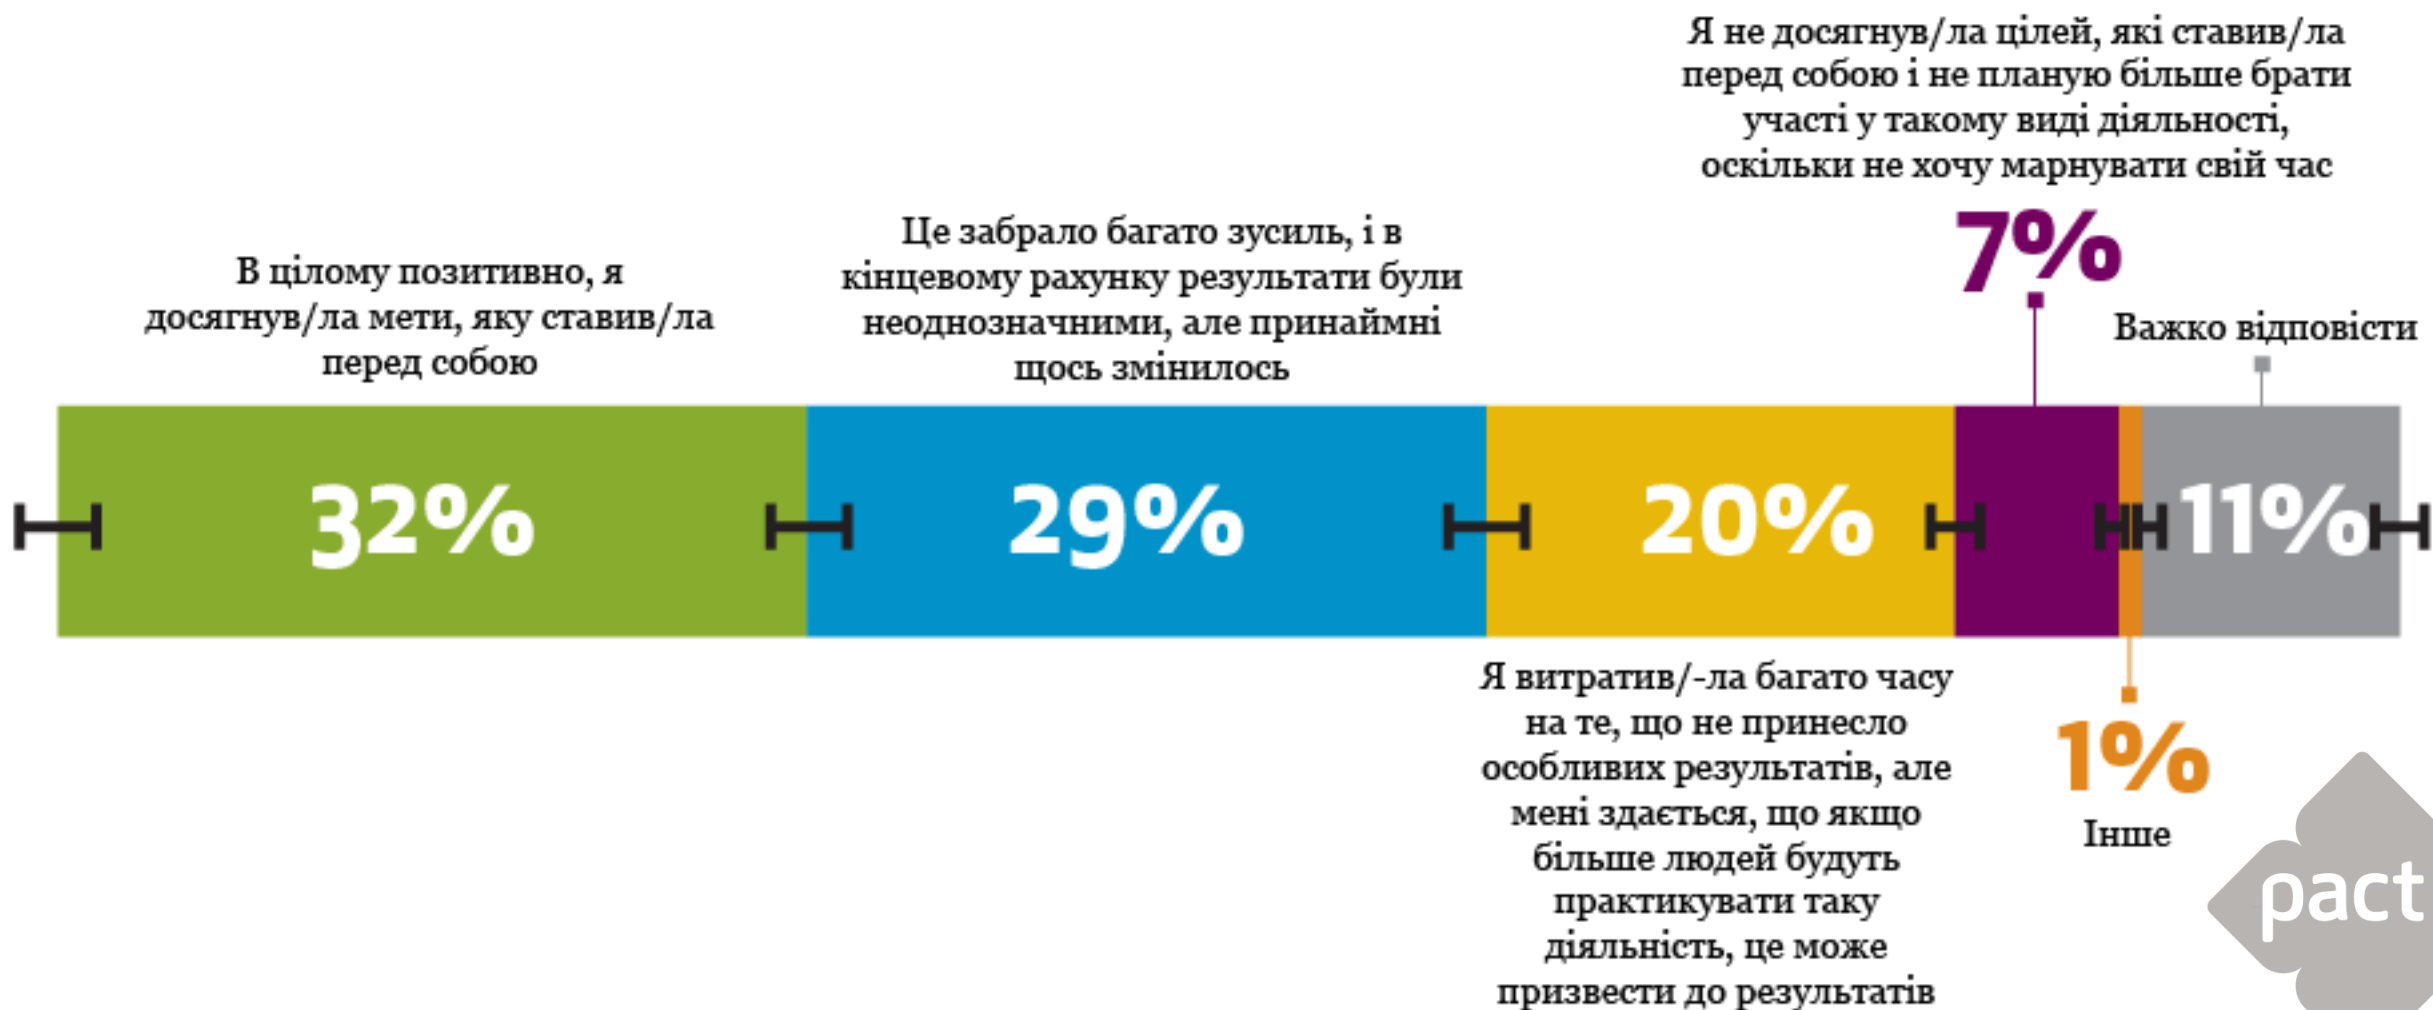 Я не досягнув/ла цілей, які ставив/ла
перед собою і не планую більше брати
участі у такому виді діяльності,
оскільки не хочу марнувати свій час
7%
Це забрало багато зусиль, і в
кінцевому рахунку результати були
неоднозначними, але принаймні
щось змінилось
В цілому позитивно, я
досягнув/ла мети, яку ставив/ла
перед собою
Важко відповісти
32%
29%
20%
11%
Я витратив/-ла багато часу
на те, що не принесло
особливих результатів, але
мені здається, що якщо
більше людей будуть
практикувати таку
діяльність, це може
призвести до результатів
1%
Інше
pact